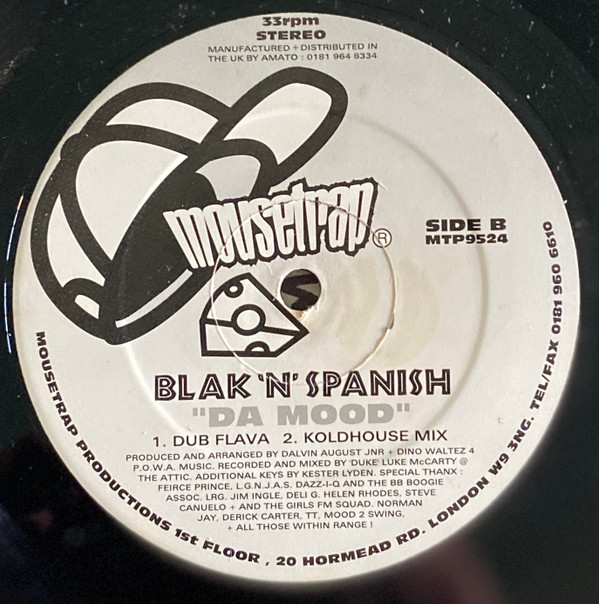 33rpm
STEREO
MANUFACTURED + DISTRIBUTED IN
THE UK BY AMATO : 0181 964 8334
mousetrap ®
SIDE B
MTP9524
BLAK 'N' SPANISH
"DA MOOD"
1. DUB FLAVA 2. KOLDHOUSE MIX
PRODUCED AND ARRANGED BY DALVIN AUGUST JNR + DINO WALTEZ 4
P.O.W.A. MUSIC. RECORDED AND MIXED BY DUKE' LUKE McCARTY @
THE ATTIC. ADDITIONAL KEYS BY KESTER LYDEN. SPECIAL THANX :
FEIRCE PRINCE, L.G.N.J.A.S. DAZZ-I-Q AND THE BB BOOGIE
ASSOC. LRG. JIM INGLE, DELI G. HELEN RHODES, STEVE
CANUELO + AND THE GIRLS FM SQUAD. NORMAN
JAY, DERICK CARTER, TT, MOOD 2 SWING,
+ ALL THOSE WITHIN RANGE !
MOUSETRAP PRODUCTIONS 1st FLOOR , 20 HORMEAD RD. LONDON W9 3NG. TEL/FAX 0181 960 6610